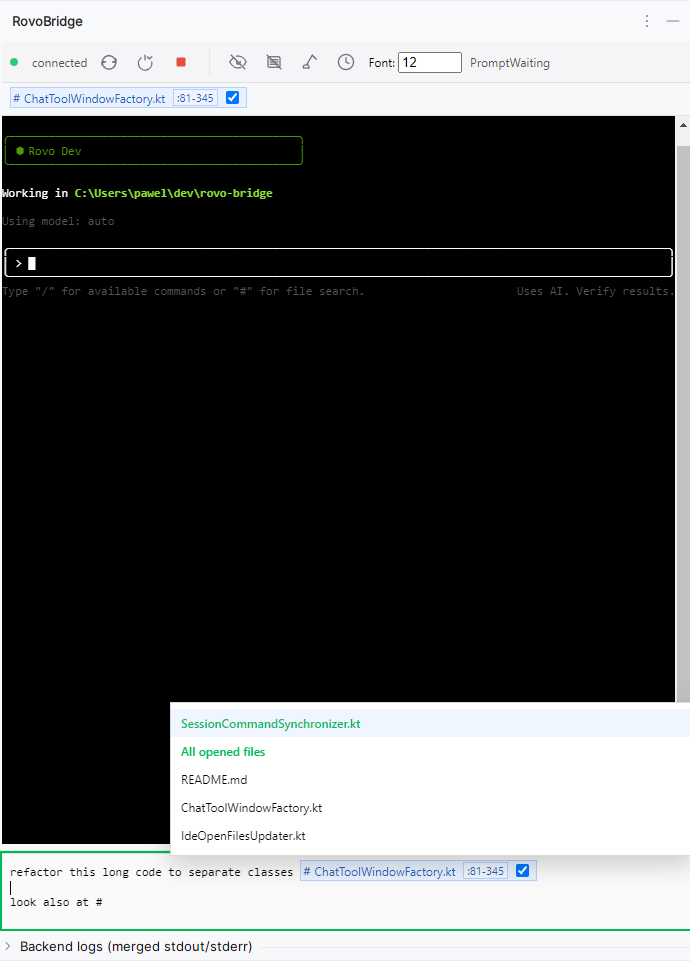 RovoBridge
connected Font: 12 PromptWaiting
# ChatToolWindowFactory.kt :81-345
Rovo Dev
Working in C:\Users\pawel\dev\rovo-bridge
Using model: auto
>
Type "/" for available commands or "#" for file search. Uses AI. Verify results.
SessionCommandSynchronizer.kt
All opened files
README.md
ChatToolWindowFactory.kt
IdeOpenFilesUpdater.kt
refactor this long code to separate classes # ChatToolWindowFactory.kt :81-345
look also at #
Backend logs (merged stdout/stderr)